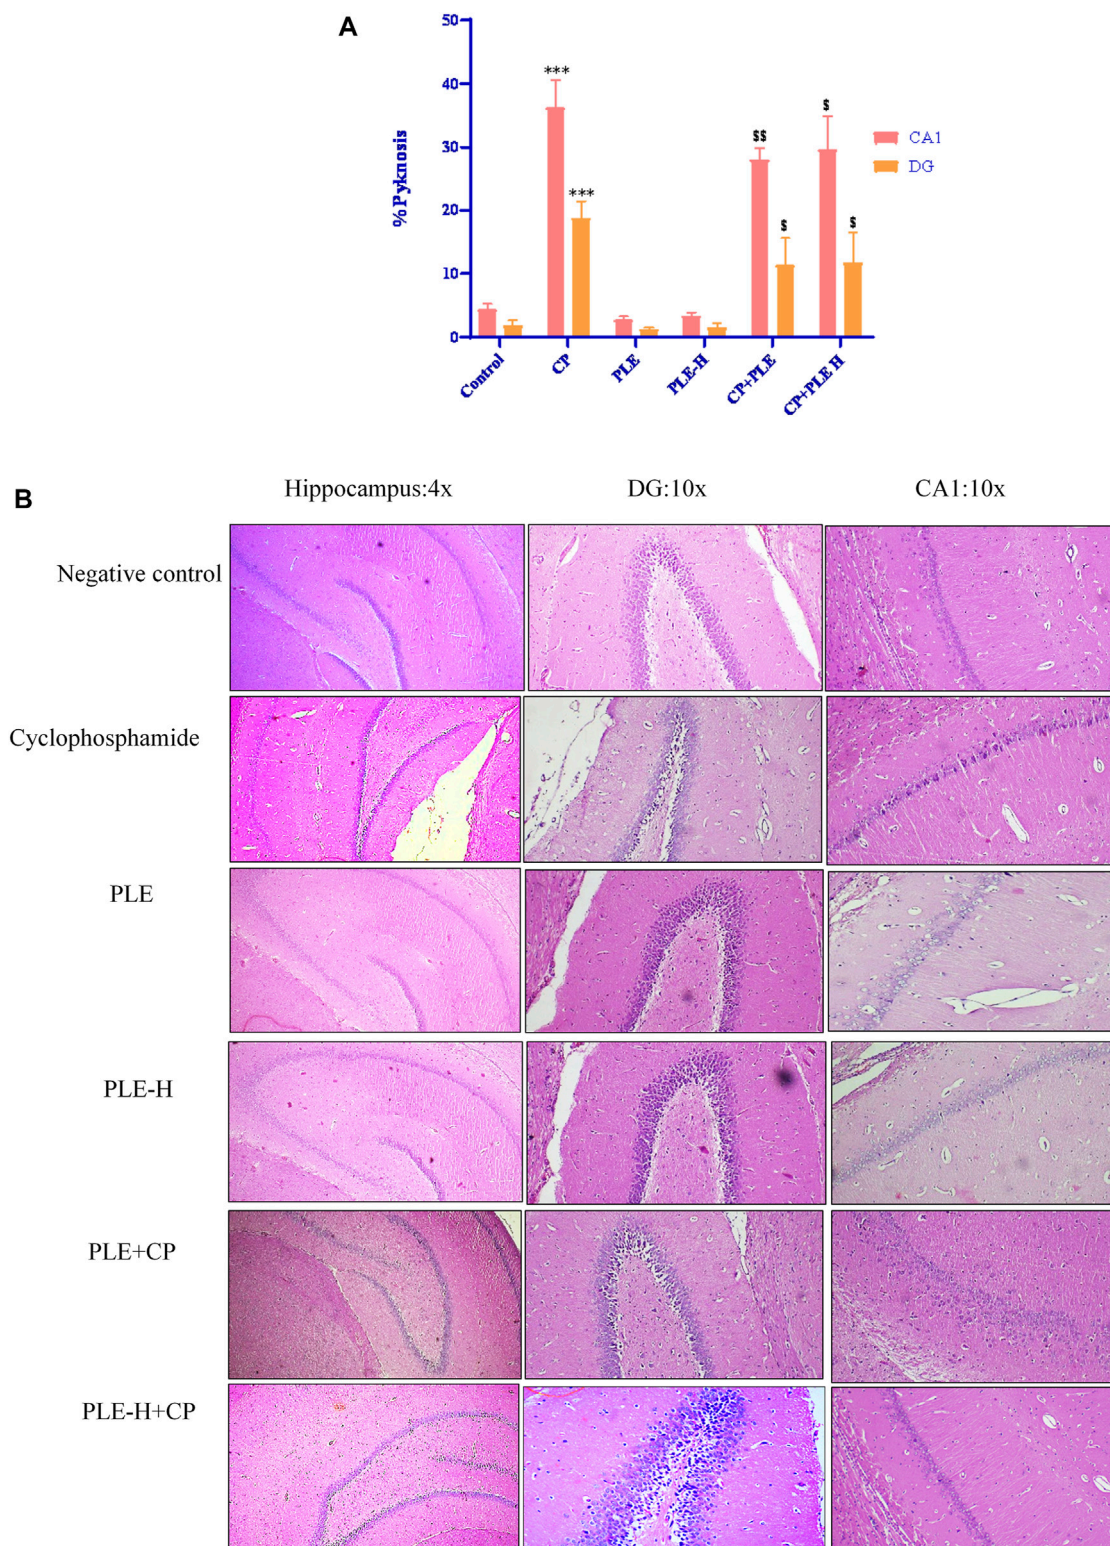 A
50
40
30
20
10
0
%Pyknosis
***
***
$$
$
$
$
CA1
DG
Control
CP
PLE
PLE-H
CP+PLE
CP+PLE H
B
Hippocampus:4x DG:10x CA1:10x
Negative control
Cyclophosphamide
PLE
PLE-H
PLE+CP
PLE-H+CP